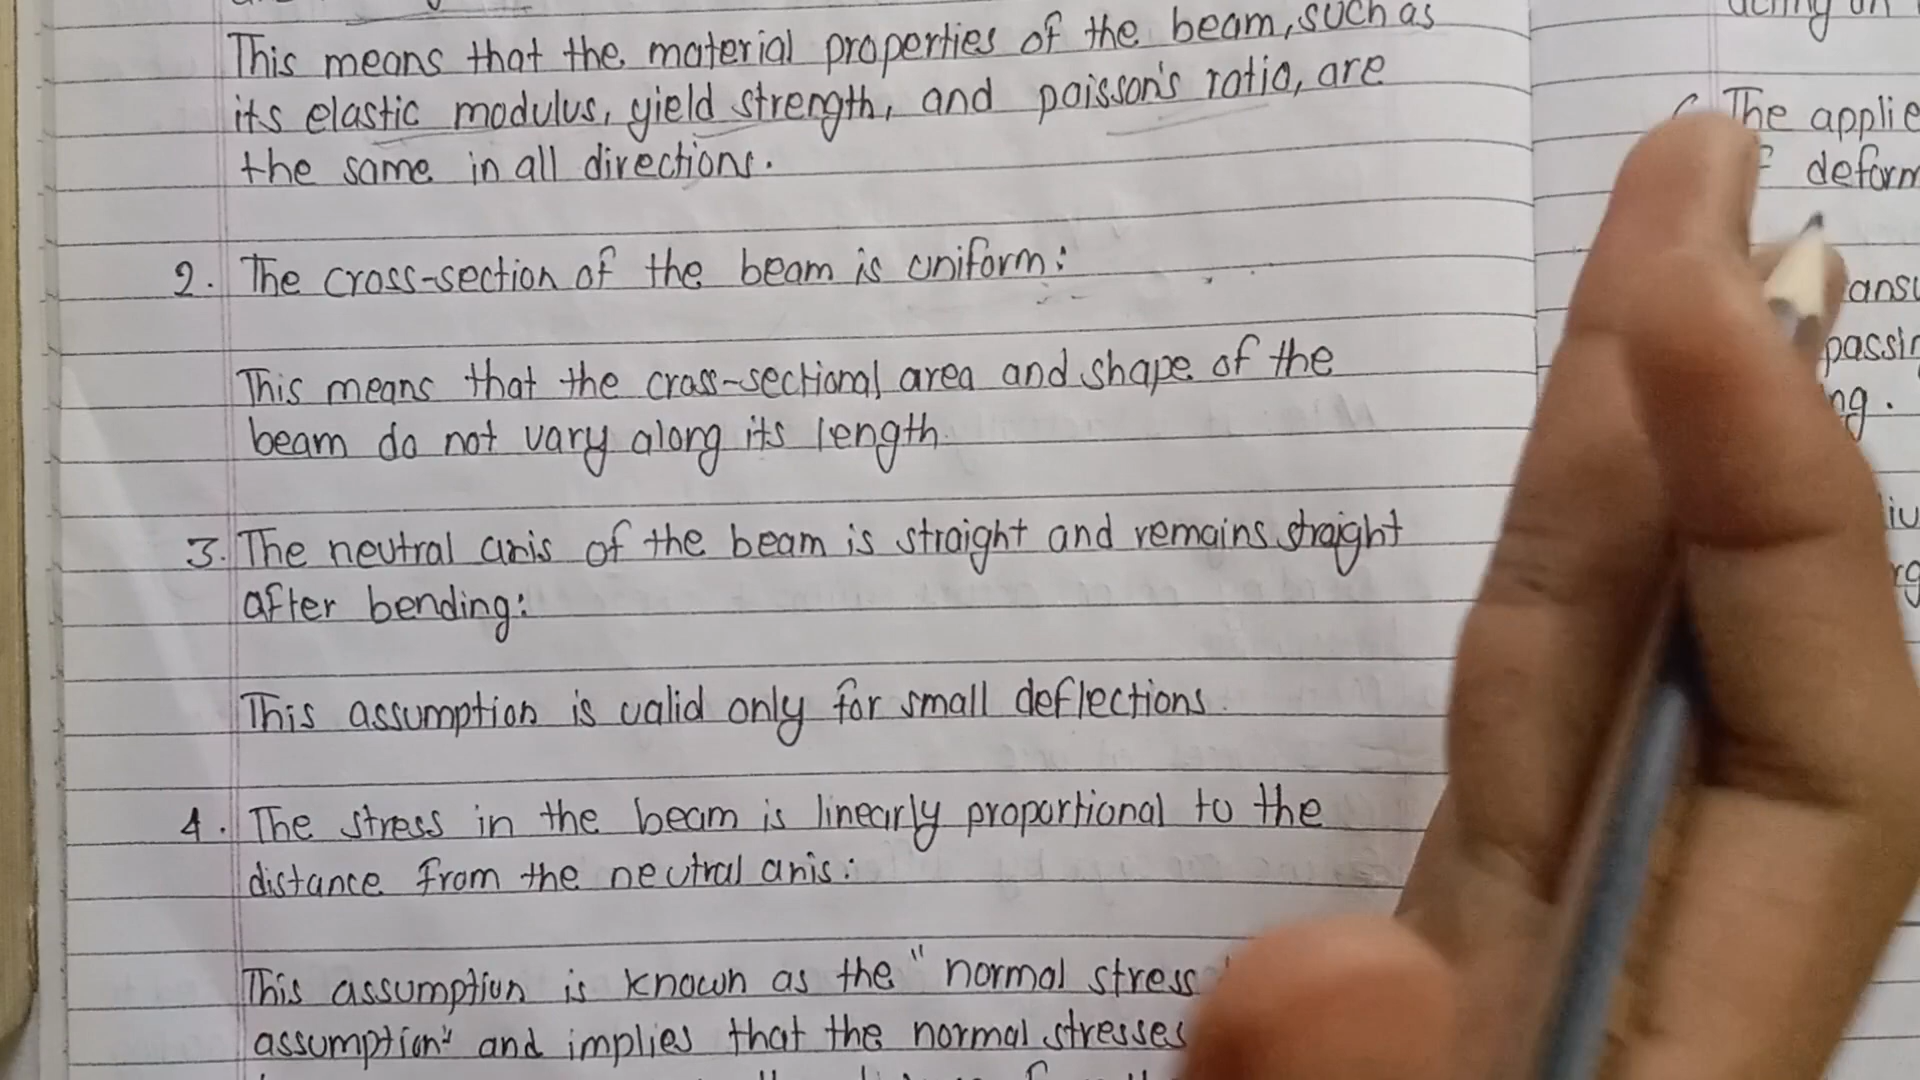 This means that the material properties of the beam, such as
its elastic modulus, yield strength, and poisson's ratio, are
the same in all directions.
2. The cross-section of the beam is uniform:
This means that the cross-sectional area and shape of the
beam do not vary along its length.
3. The neutral axis of the beam is straight and remains straight
after bending:
This assumption is valid only for small deflections.
4. The stress in the beam is linearly proportional to the
distance from the neutral axis:
This assumption is known as the "normal stress
assumption" and implies that the normal stresses
acting on
The applie
deform
passin
ng.